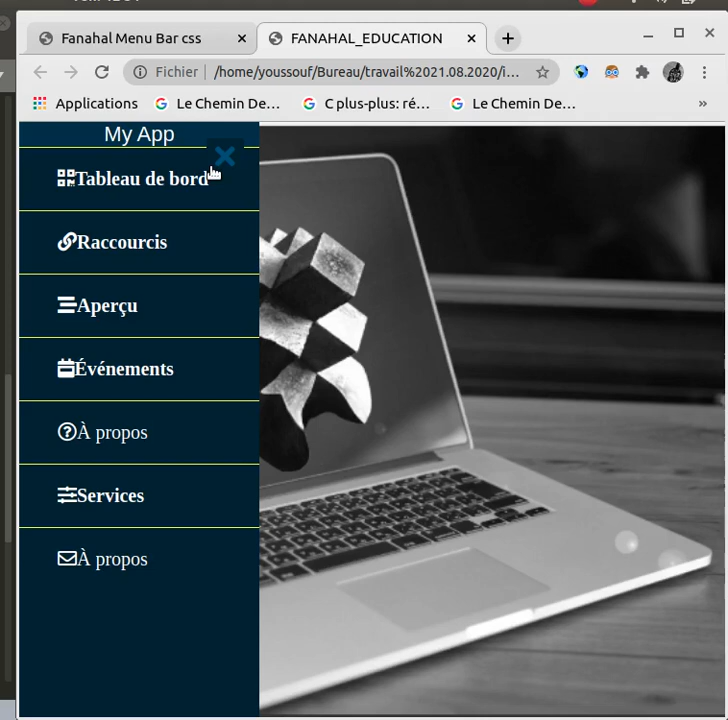 Fanahal Menu Bar css
FANAHAL_EDUCATION
Fichier
/home/youssouf/Bureau/travail%2021.08.2020/i…
Applications
Le Chemin De…
C plus-plus: ré…
Le Chemin De…
»
My App
Tableau de bord
Raccourcis
Aperçu
Événements
À propos
Services
À propos